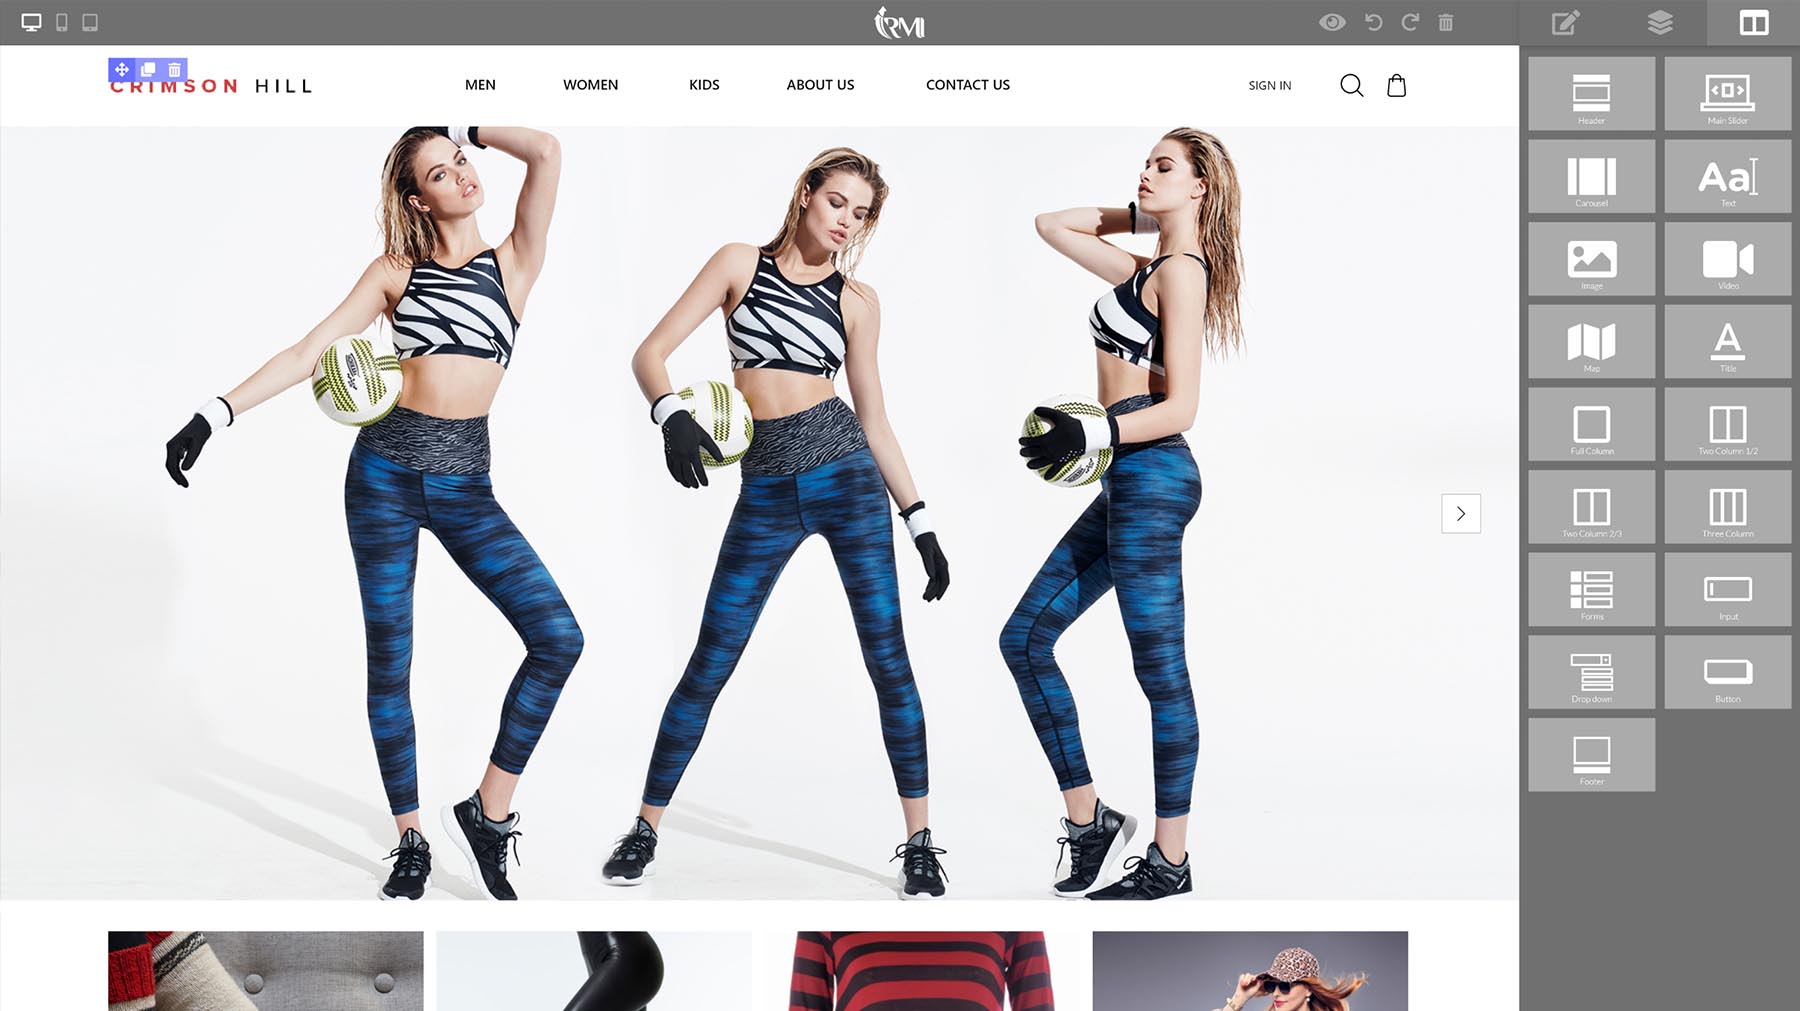 RMI
CRIMSON HILL
MEN
WOMEN
KIDS
ABOUT US
CONTACT US
SIGN IN
Header
Main Slider
Carousel
Aa
Text
Image
Video
Map
A
Title
Full Column
Two Column 1/2
Two Column 2/3
Three Column
Forms
Input
Drop down
Button
Footer